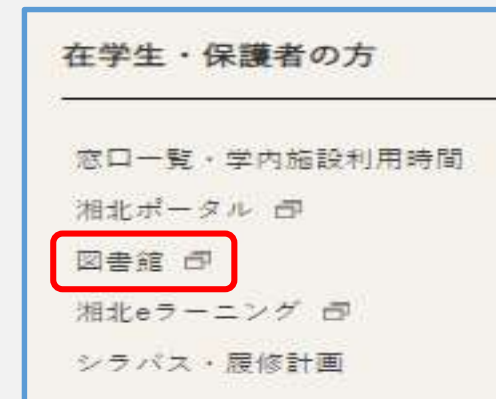 在学生・保護者の方
窓口一覧・学内施設利用時間
湘北ポータル
図書館
湘北eラーニング
シラバス・履修計画